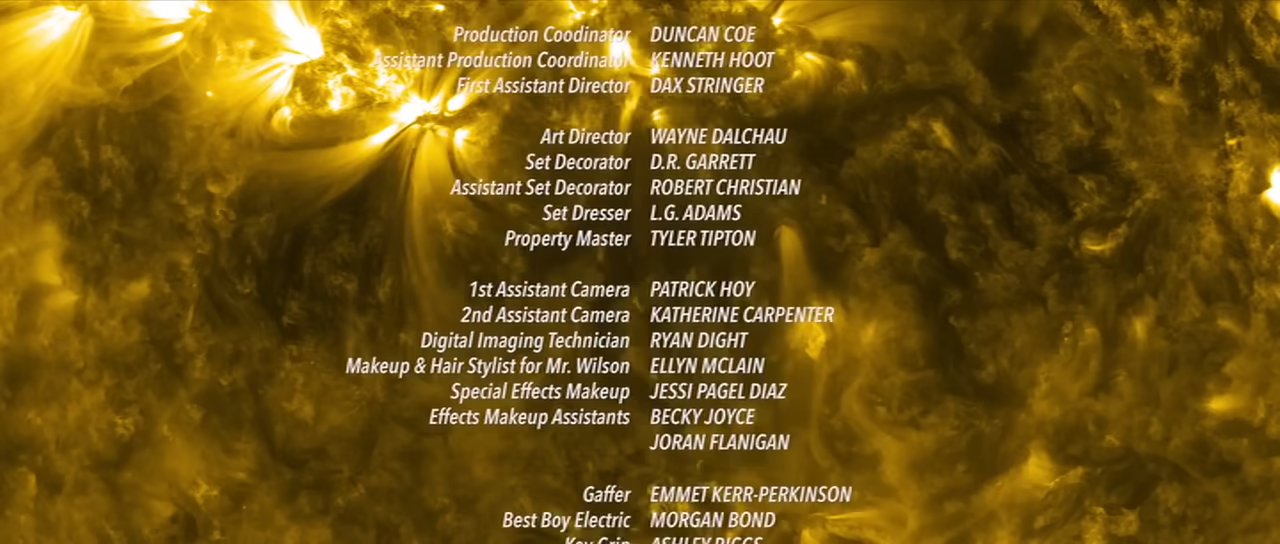 Production Coodinator DUNCAN COE
Assistant Production Coordinator KENNETH HOOT
First Assistant Director DAX STRINGER
Art Director WAYNE DALCHAU
Set Decorator D.R. GARRETT
Assistant Set Decorator ROBERT CHRISTIAN
Set Dresser L.G. ADAMS
Property Master TYLER TIPTON
1st Assistant Camera PATRICK HOY
2nd Assistant Camera KATHERINE CARPENTER
Digital Imaging Technician RYAN DIGHT
Makeup & Hair Stylist for Mr. Wilson ELLYN MCLAIN
Special Effects Makeup JESSI PAGEL DIAZ
Effects Makeup Assistants BECKY JOYCE
JORAN FLANIGAN
Gaffer EMMET KERR-PERKINSON
Best Boy Electric MORGAN BOND
Key Grip ASHLEY RIGGS